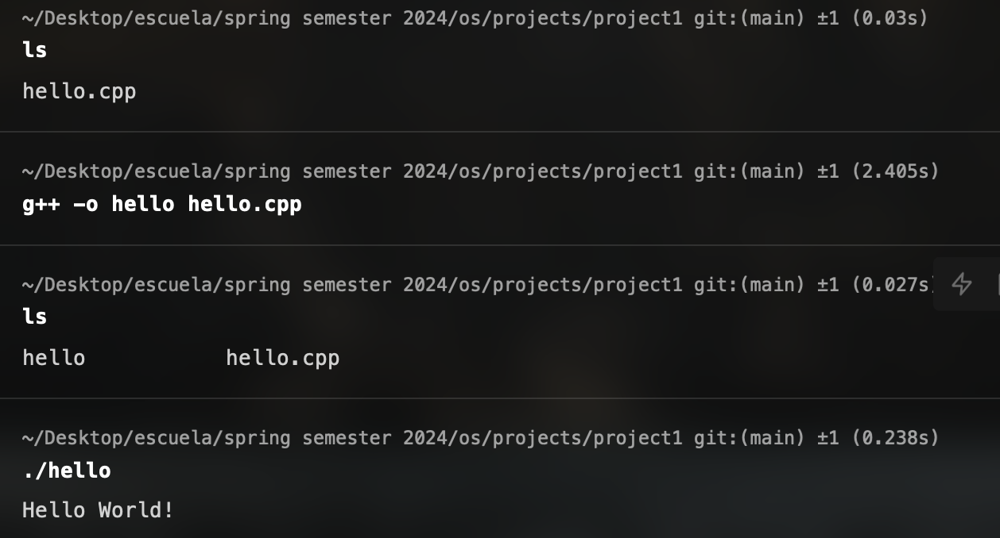 ~/Desktop/escuela/spring semester 2024/os/projects/project1 git:(main) ±1 (0.03s)
ls
hello.cpp
~/Desktop/escuela/spring semester 2024/os/projects/project1 git:(main) ±1 (2.405s)
g++ -o hello hello.cpp
~/Desktop/escuela/spring semester 2024/os/projects/project1 git:(main) ±1 (0.027s)
ls
hello hello.cpp
~/Desktop/escuela/spring semester 2024/os/projects/project1 git:(main) ±1 (0.238s)
./hello
Hello World!